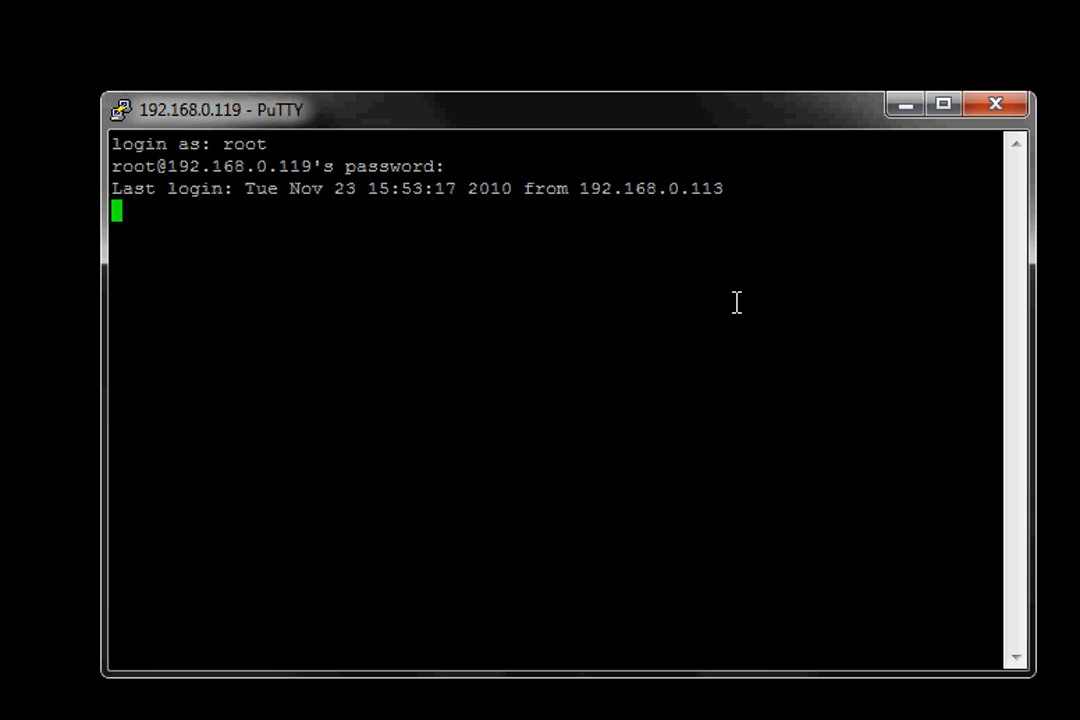 192.168.0.119 - PuTTY
login as: root
root@192.168.0.119's password:
Last login: Tue Nov 23 15:53:17 2010 from 192.168.0.113